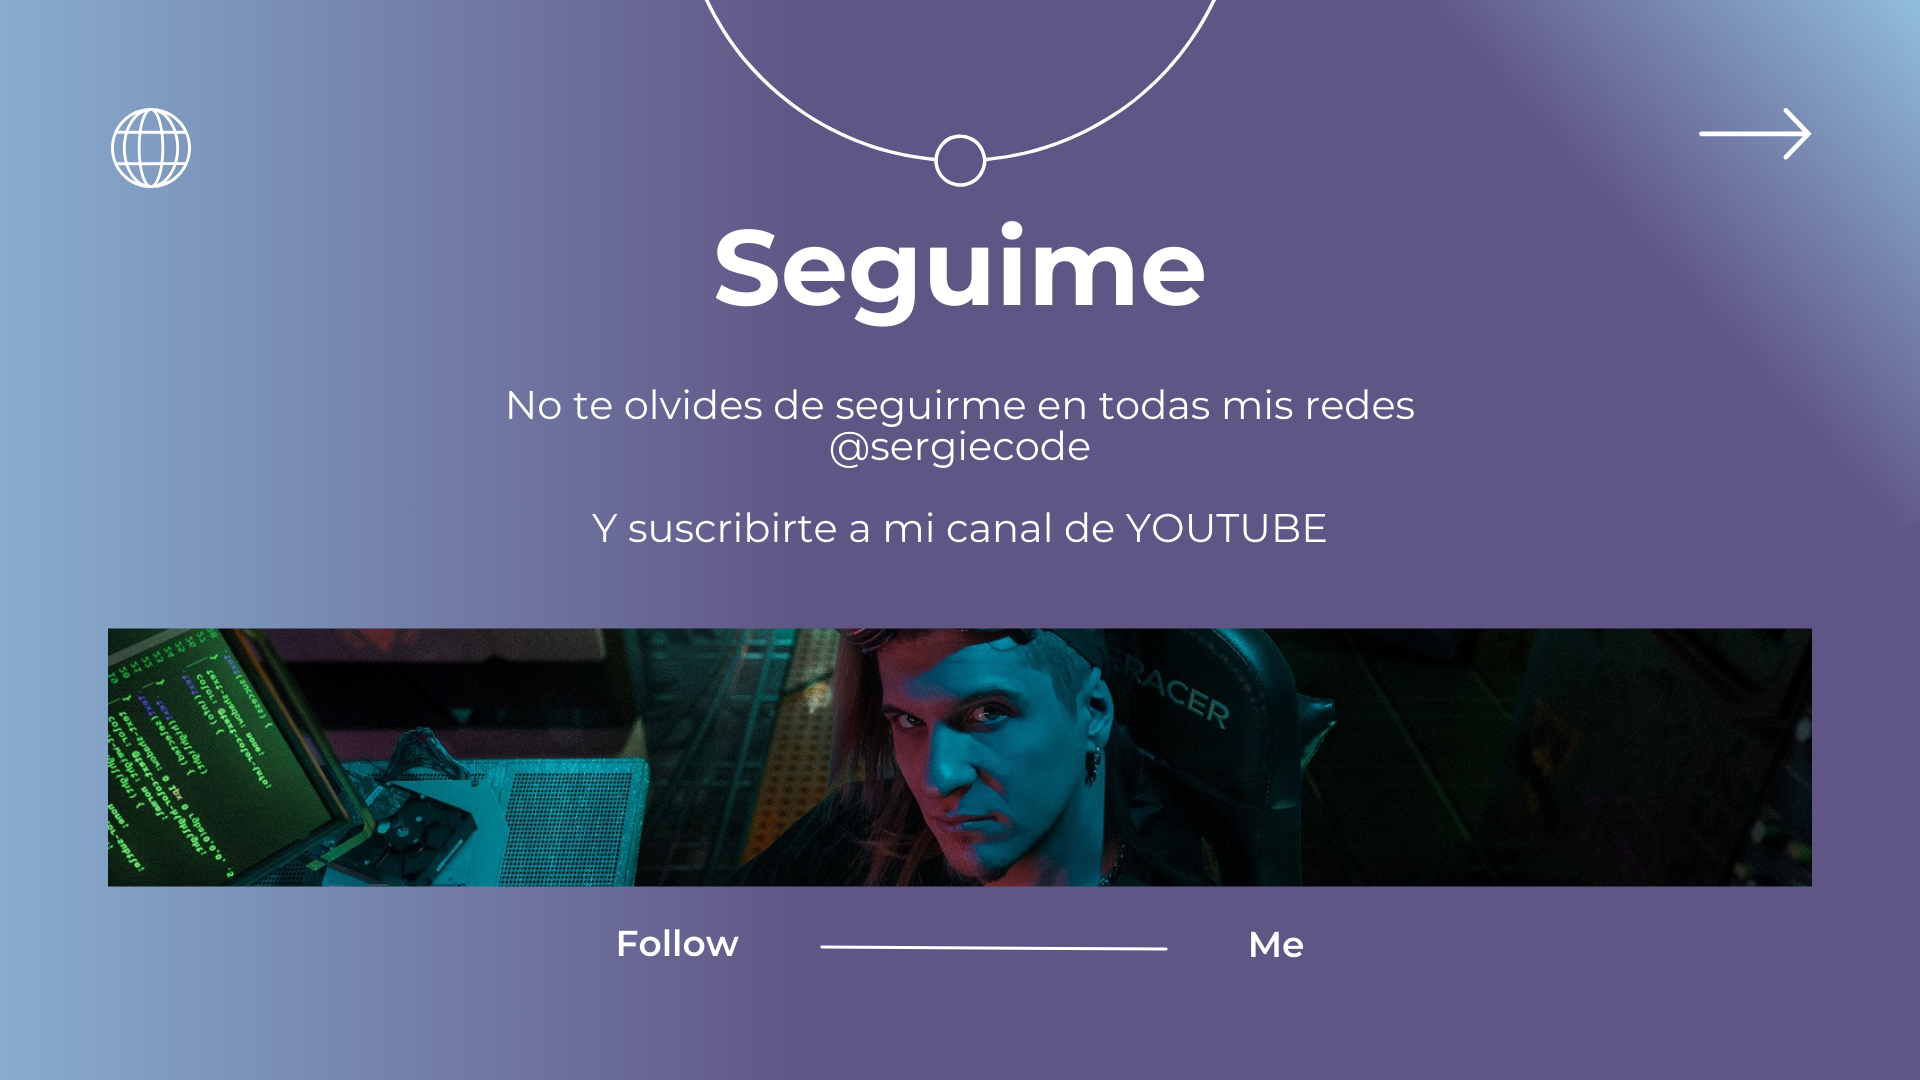 Seguime
No te olvides de seguirme en todas mis redes
@sergiecode
Y suscribirte a mi canal de YOUTUBE
RACER
Follow
Me